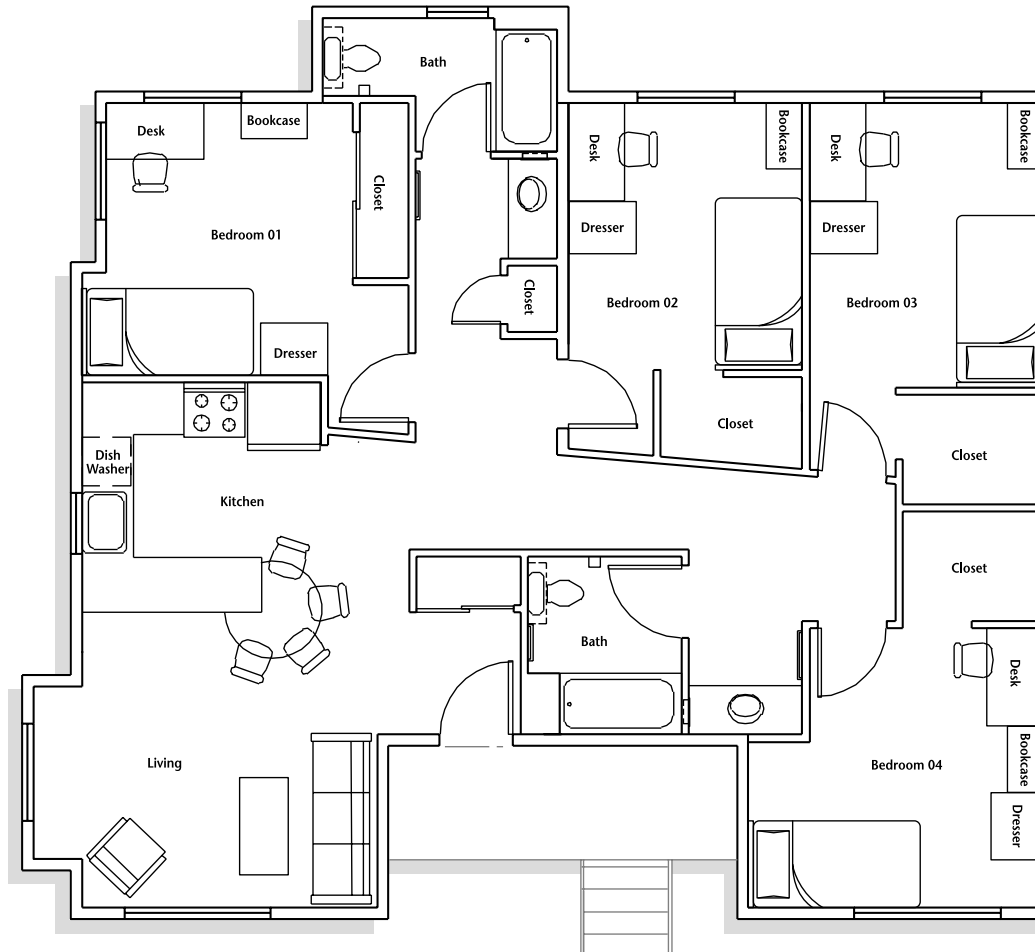 Bath
Desk
Bookcase
Closet
Bedroom 01
Dresser
Desk
Bookcase
Dresser
Closet
Bedroom 02
Closet
Desk
Bookcase
Dresser
Bedroom 03
Closet
Dish
Washer
Kitchen
Closet
Bath
Desk
Living
Bedroom 04
Bookcase
Dresser